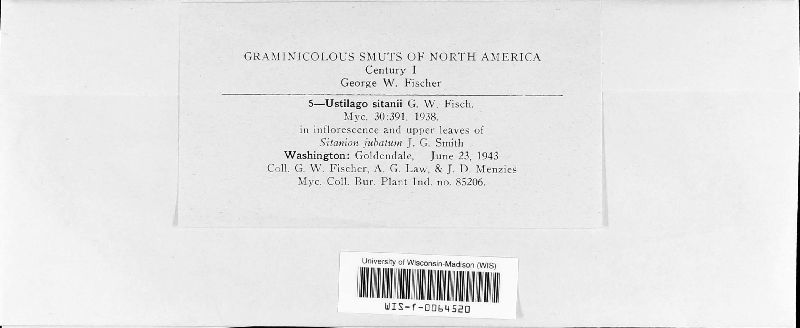 GRAMINICOLOUS SMUTS OF NORTH AMERICA
Century I
George W. Fischer
5—Ustilago sitanii G. W. Fisch.
Myc. 30:391. 1938.
in inflorescence and upper leaves of
Sitanion jubatum J. G. Smith
Washington: Goldendale, June 23, 1943
Coll. G. W. Fischer, A. G. Law, & J. D. Menzies
Myc. Coll. Bur. Plant Ind. no. 85206.
University of Wisconsin-Madison (WIS)
WIS-f-0064520